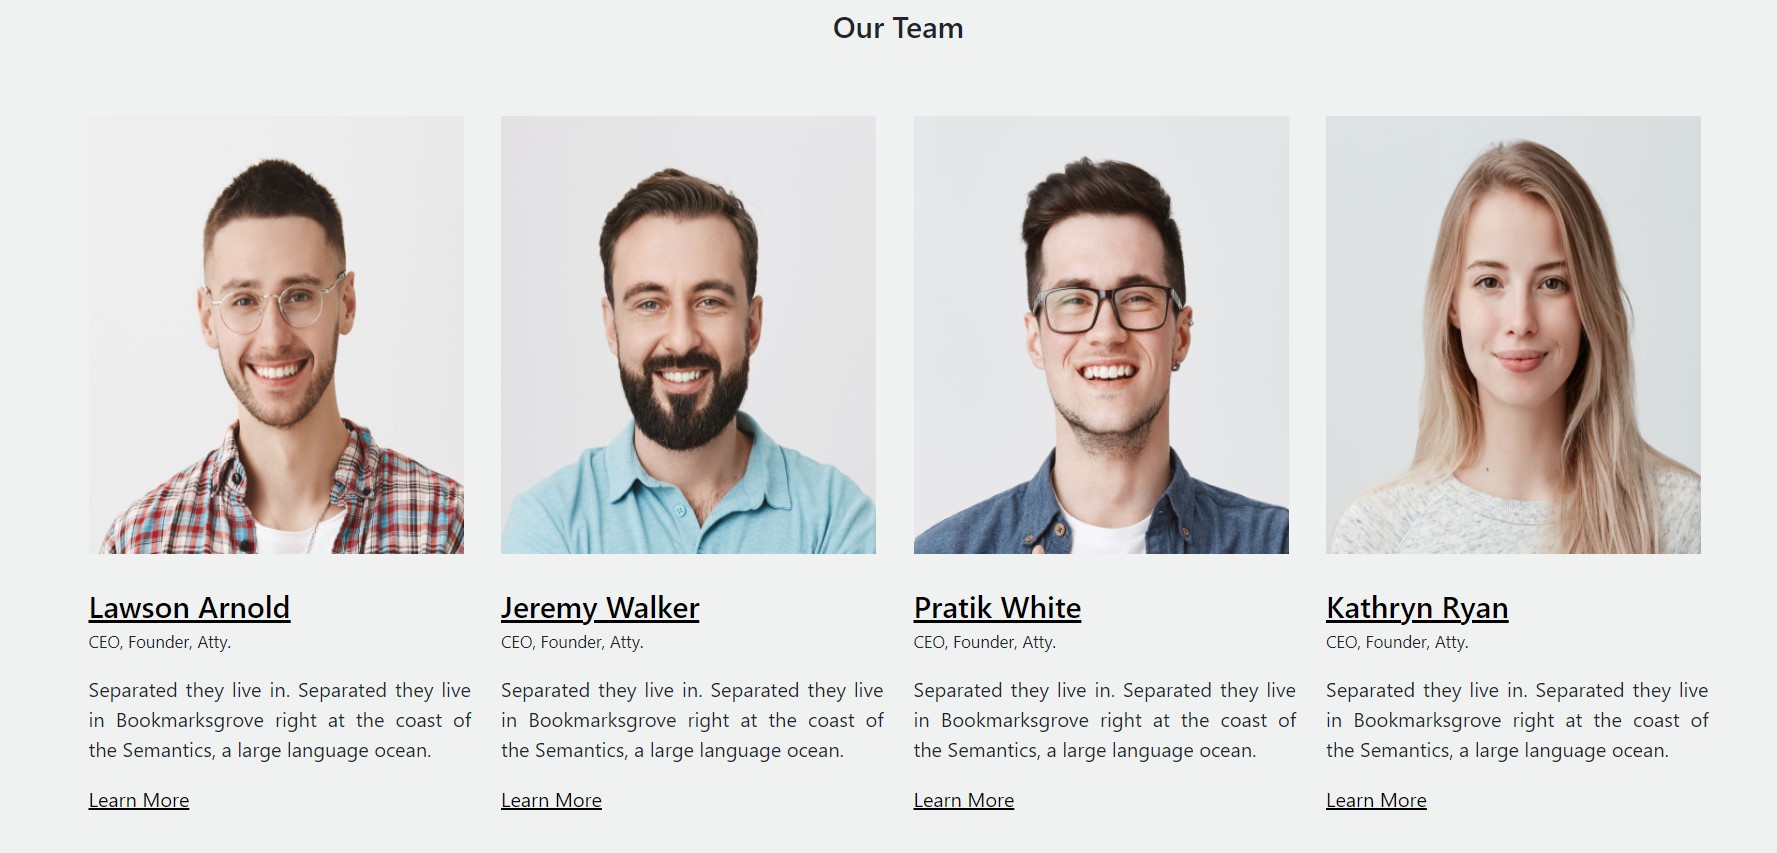 Our Team
Lawson Arnold
CEO, Founder, Atty.
Separated they live in. Separated they live
in Bookmarksgrove right at the coast of
the Semantics, a large language ocean.
Learn More
Jeremy Walker
CEO, Founder, Atty.
Separated they live in. Separated they live
in Bookmarksgrove right at the coast of
the Semantics, a large language ocean.
Learn More
Pratik White
CEO, Founder, Atty.
Separated they live in. Separated they live
in Bookmarksgrove right at the coast of
the Semantics, a large language ocean.
Learn More
Kathryn Ryan
CEO, Founder, Atty.
Separated they live in. Separated they live
in Bookmarksgrove right at the coast of
the Semantics, a large language ocean.
Learn More